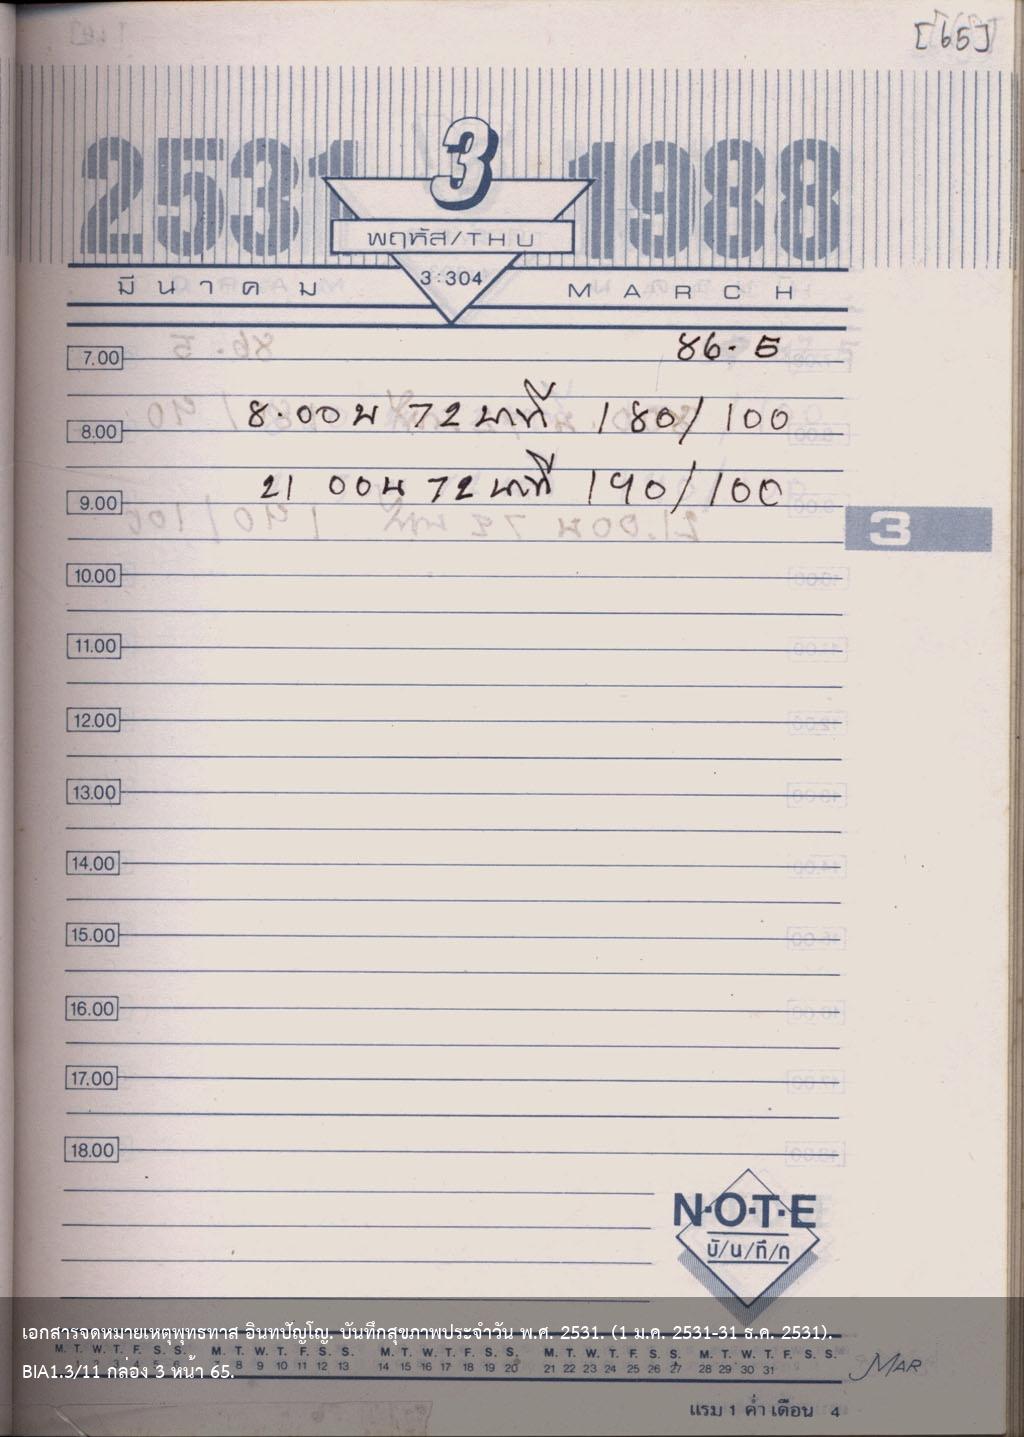 [65]
2531 3 1988
พฤหัส/THU
3:304
มีนาคม MARCH
7.00 86.5
8.00น 72 นาที 180/100
8.00
21 00น 72 นาที 190/100
9.00
3
10.00
11.00
12.00
13.00
14.00
15.00
16.00
17.00
18.00
N·O·T·E
บั/น/ทึ/ก
เอกสารจดหมายเหตุพุทธทาส อินทปัญโญ. บันทึกสุขภาพประจำวัน พ.ศ. 2531. (1 ม.ค. 2531-31 ธ.ค. 2531).
M. T. W. T. F. S. S. M. T. W. T. F. S. S. M. T. W. T. F. S. S. M. T. W. T. F. S. S. M. T. W. T. F. S. S.
1 2 3 4 5 6 7 8 9 10 11 12 13 14 15 16 17 18 19 20 21 22 23 24 25 26 27 28 29 30 31
MAR
BIA1.3/11 กล่อง 3 หน้า 65.
แรม 1 ค่ำ เดือน 4